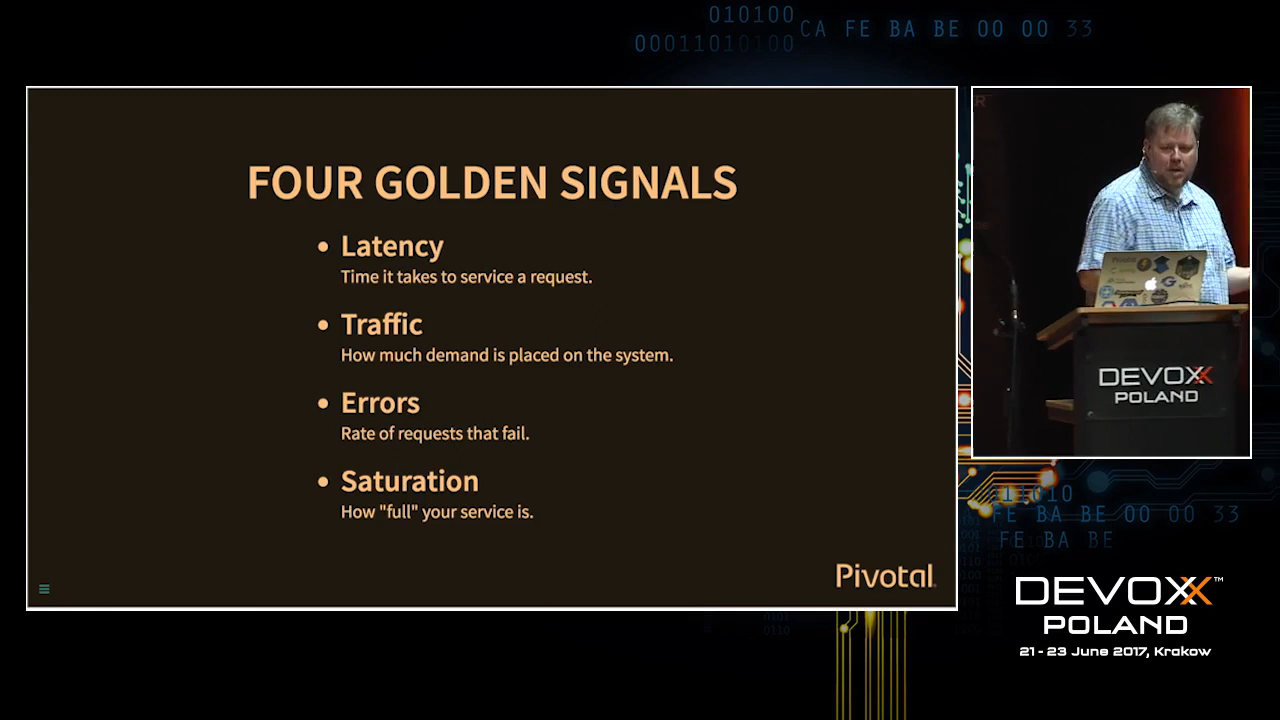 010100
00011010100
CA FE BA BE 00 00 33
FOUR GOLDEN SIGNALS
• Latency
Time it takes to service a request.
• Traffic
How much demand is placed on the system.
• Errors
Rate of requests that fail.
• Saturation
How "full" your service is.
Pivotal
DEVOXX
POLAND
011010
FE BA BE 00 00 33
FE BA BE
DEVOXX™
POLAND
21 - 23 June 2017, Krakow